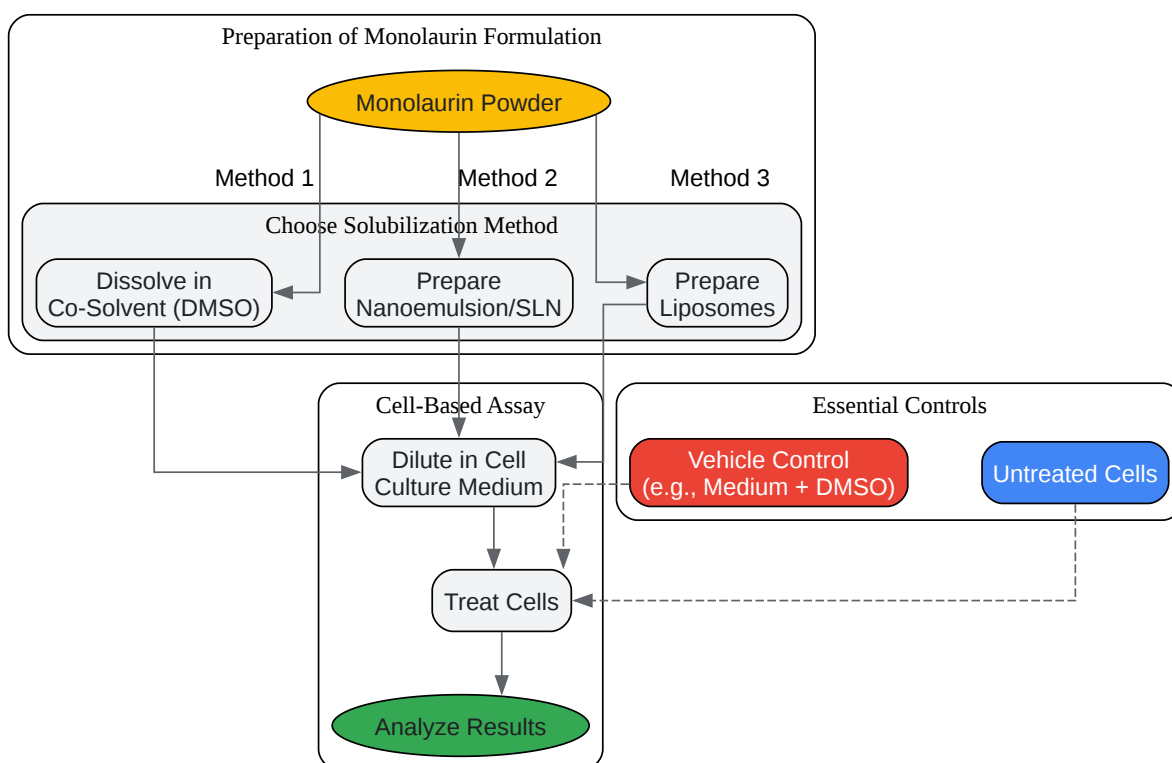 Preparation of Monolaurin Formulation
Monolaurin Powder
Method 1
Method 2
Method 3
Choose Solubilization Method
Dissolve in
Co-Solvent (DMSO)
Prepare
Nanoemulsion/SLN
Prepare
Liposomes
Cell-Based Assay
Essential Controls
Dilute in Cell
Culture Medium
Vehicle Control
(e.g., Medium + DMSO)
Untreated Cells
Treat Cells
Analyze Results